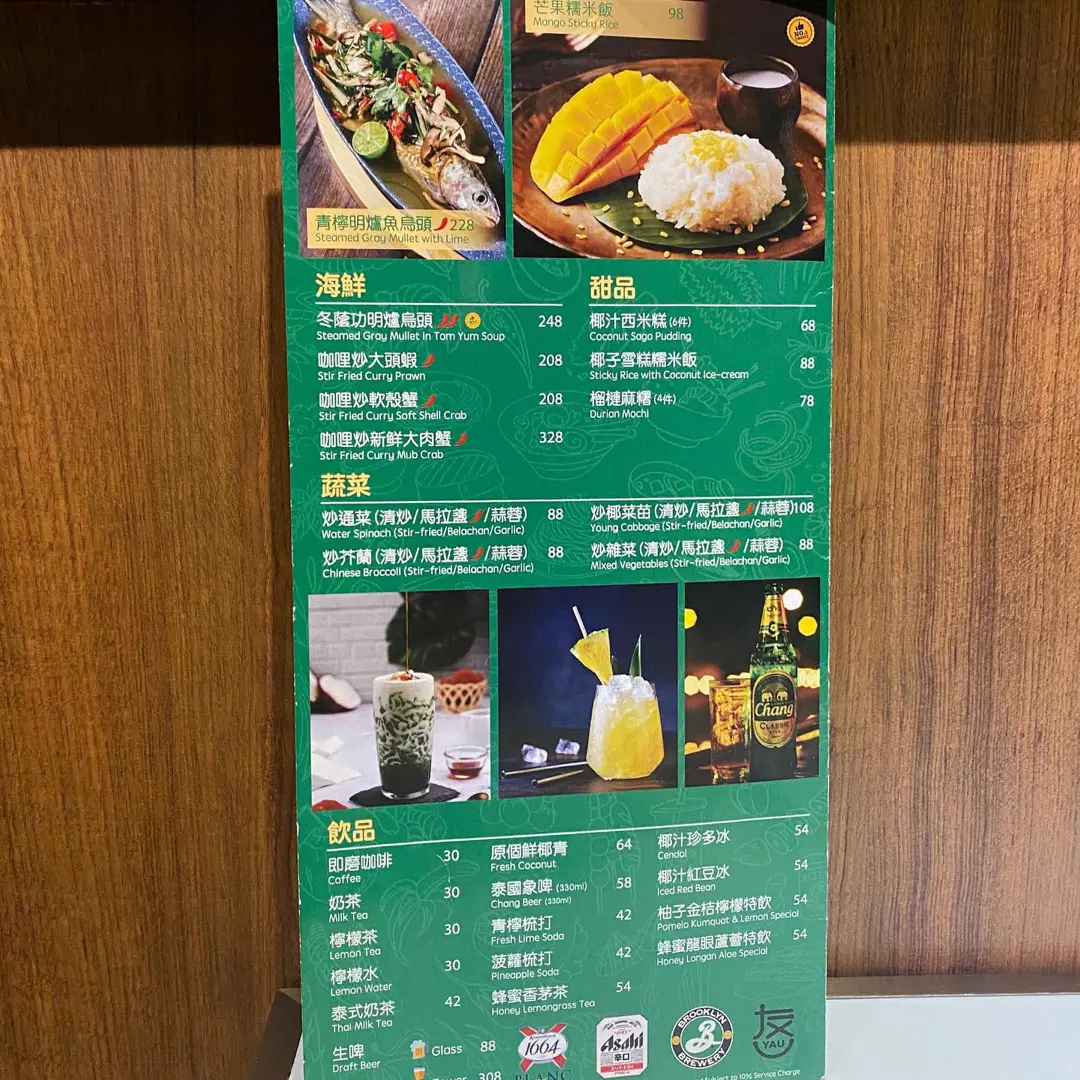 芒果糯米飯 98
Mango Sticky Rice
NO.1
青檸明爐魚烏頭 228
Steamed Gray Mullet with Lime
海鮮
冬蔭功明爐烏頭 248
Steamed Gray Mullet in Tom Yum Soup
咖哩炒大頭蝦 208
Stir Fried Curry Prawn
咖哩炒軟殼蟹 208
Stir Fried Curry Soft Shell Crab
咖哩炒新鮮大肉蟹 328
Stir Fried Curry Mub Crab
甜品
椰汁西米糕 (6件) 68
Coconut Sago Pudding
椰子雪糕糯米飯 88
Sticky Rice with Coconut Ice-cream
榴槤麻糬 (4件) 78
Durian Mochi
蔬菜
炒通菜 (清炒/馬拉盞/蒜蓉) 88
Water Spinach (Stir-fried/Belachan/Garlic)
炒芥蘭 (清炒/馬拉盞/蒜蓉) 88
Chinese Broccoli (Stir-fried/Belachan/Garlic)
炒椰菜苗 (清炒/馬拉盞/蒜蓉) 108
Young Cabbage (Stir-fried/Belachan/Garlic)
炒雜菜 (清炒/馬拉盞/蒜蓉) 88
Mixed Vegetables (Stir-fried/Belachan/Garlic)
Chang
CLASSIC
飲品
即磨咖啡 30
Coffee
奶茶 30
Milk Tea
檸檬茶 30
Lemon Tea
檸檬水 30
Lemon Water
泰式奶茶 42
Thai Milk Tea
生啤 Glass 88
Draft Beer
Tower 308
原個鮮椰青 64
Fresh Coconut
泰國象啤 (330ml) 58
Chang Beer (330ml)
青檸梳打 42
Fresh Lime Soda
菠蘿梳打 42
Pineapple Soda
蜂蜜香茅茶 54
Honey Lemongrass Tea
椰汁珍多冰 54
Cendol
椰汁紅豆冰 54
Iced Red Bean
柚子金桔檸檬特飲 54
Pomelo Kumquat & Lemon Special
蜂蜜龍眼蘆薈特飲 54
Honey Longan Aloe Special
1664
BLANC
Asahi
辛口
BROOKLYN
B
BREWERY
友
YAU
Subject to 10% Service Charge